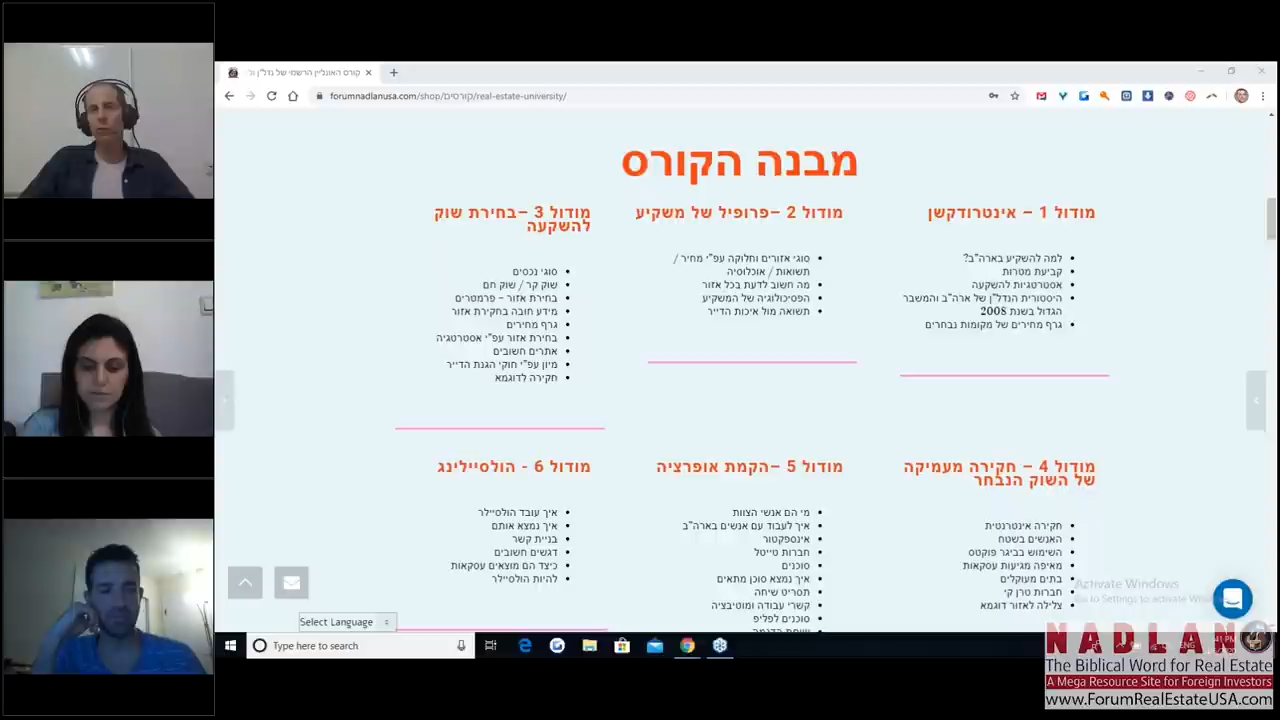 קורס האונליין הרשמי של נדל"ן
forumnadlanusa.com/shop/קורסים/real-estate-university/
מבנה הקורס
מודול 1 – אינטרודקשן
למה להשקיע בארה"ב?
קביעת מטרות
אסטרטגיות להשקעה
היסטורית הנדל"ן של ארה"ב והמשבר
הגדול בשנת 2008
גרף מחירים של מקומות נבחרים
מודול 2 –פרופיל של משקיע
סוגי אזורים וחלוקה עפ"י מחיר /
תשואות / אוכלוסיה
מה חשוב לדעת בכל אזור
הפסיכולוגיה של המשקיע
תשואה מול איכות הדייר
מודול 3 –בחירת שוק
להשקעה
סוגי נכסים
שוק קר / שוק חם
בחירת אזור – פרמטרים
מידע חובה בחקירת אזור
גרף מחירים
בחירת אזור עפ"י אסטרטגיה
אתרים חשובים
מיון עפ"י חוקי הגנת הדייר
חקירה לדוגמא
מודול 4 – חקירה מעמיקה
של השוק הנבחר
חקירה אינטרנטית
האנשים בשטח
השימוש בביגר פוקטס
מאיפה מגיעות עסקאות
בתים מעוקלים
חברות טרן קי
צלילה לאזור דוגמא
מודול 5 –הקמת אופרציה
מי הם אנשי הצוות
איך לעבוד עם אנשים בארה"ב
אינספקטור
חברות טייטל
סוכנים
איך נמצא סוכן מתאים
תסריט שיחה
קשרי עבודה ומוטיבציה
סוכנים לפליפ
מודול 6 - הולסיילינג
איך עובד הולסיילר
איך נמצא אותם
בניית קשר
דגשים חשובים
כיצד הם מוצאים עסקאות
להיות הולסיילר
Activate Windows
Go to Settings to activate
Select Language
Type here to search
ENG
NADLAN
The Biblical Word for Real Estate
A Mega Resource Site for Foreign Investors
www.ForumRealEstateUSA.com